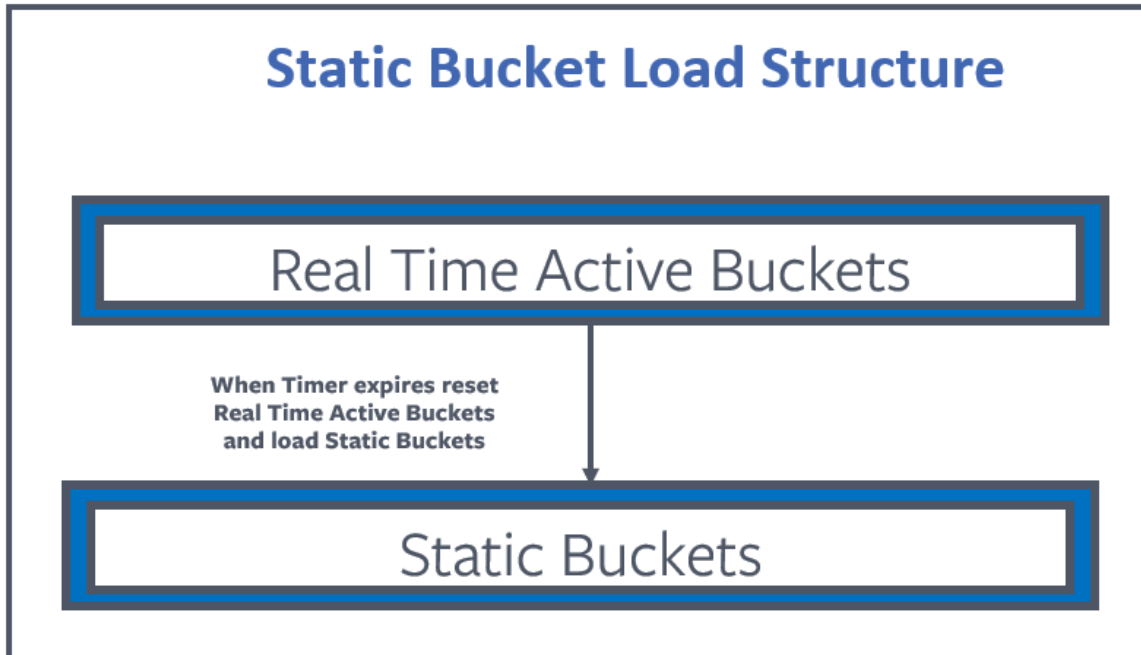 Static Bucket Load Structure
Real Time Active Buckets
When Timer expires reset
Real Time Active Buckets
and load Static Buckets
Static Buckets